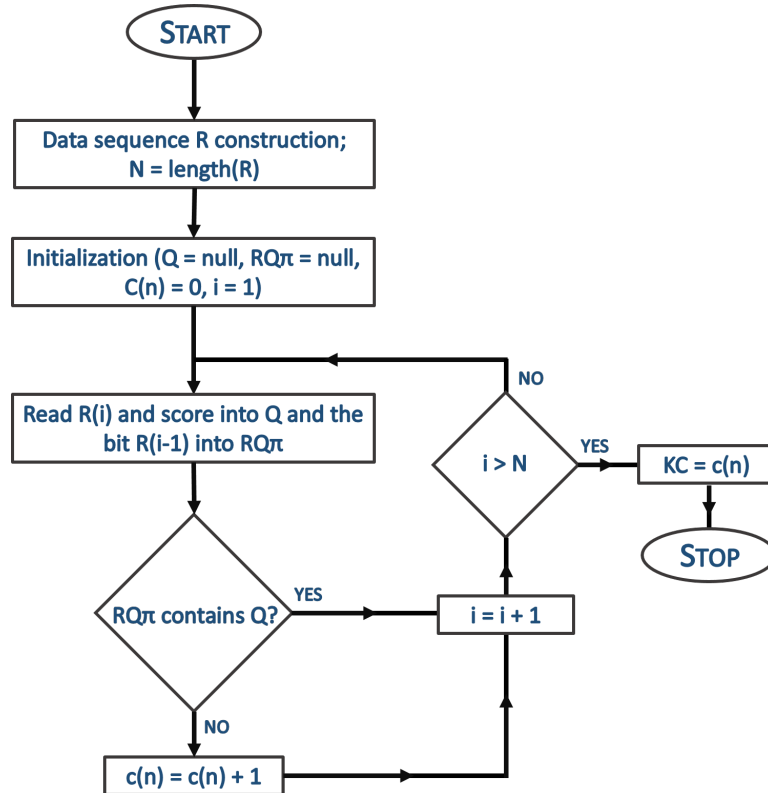 START
Data sequence R construction;
N = length(R)
Initialization (Q = null, RQπ = null,
C(n) = 0, i = 1)
NO
Read R(i) and score into Q and the
bit R(i-1) into RQπ
i > N
YES
KC = c(n)
STOP
RQπ contains Q?
YES
i = i + 1
NO
c(n) = c(n) + 1